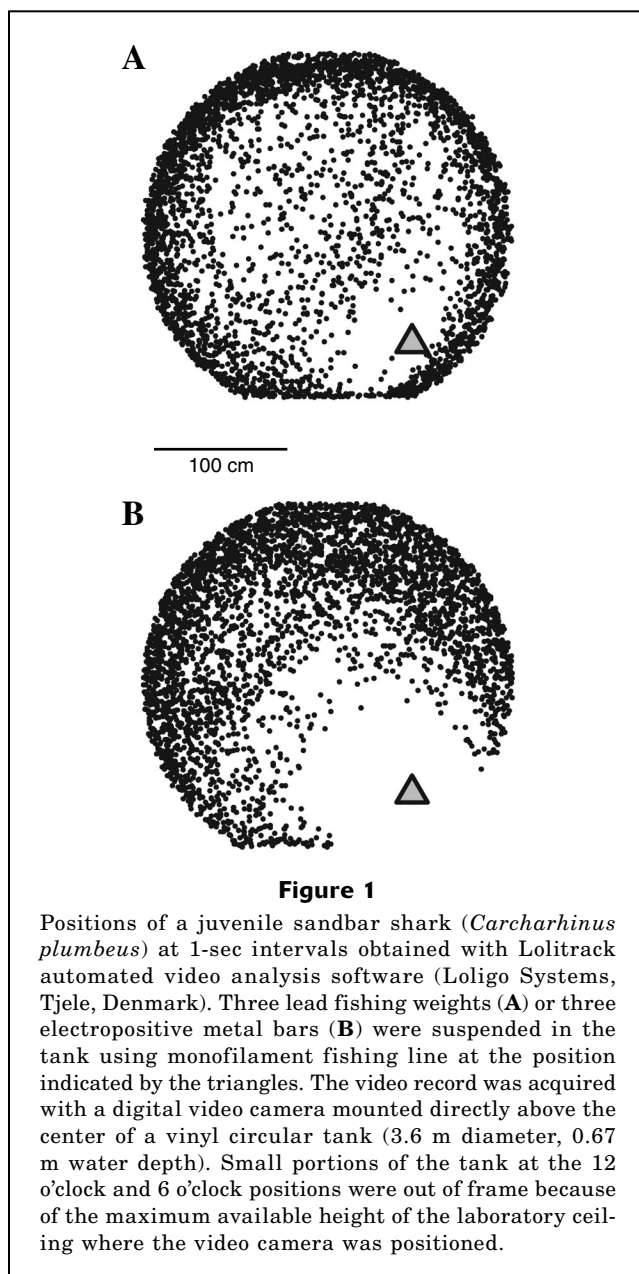 A
100 cm
B
Figure 1
Positions of a juvenile sandbar shark (Carcharhinus
plumbeus) at 1-sec intervals obtained with Lolitrack
automated video analysis software (Loligo Systems,
Tjele, Denmark). Three lead fishing weights (A) or three
electropositive metal bars (B) were suspended in the
tank using monofilament fishing line at the position
indicated by the triangles. The video record was acquired
with a digital video camera mounted directly above the
center of a vinyl circular tank (3.6 m diameter, 0.67
m water depth). Small portions of the tank at the 12
o'clock and 6 o'clock positions were out of frame because
of the maximum available height of the laboratory ceil-
ing where the video camera was positioned.